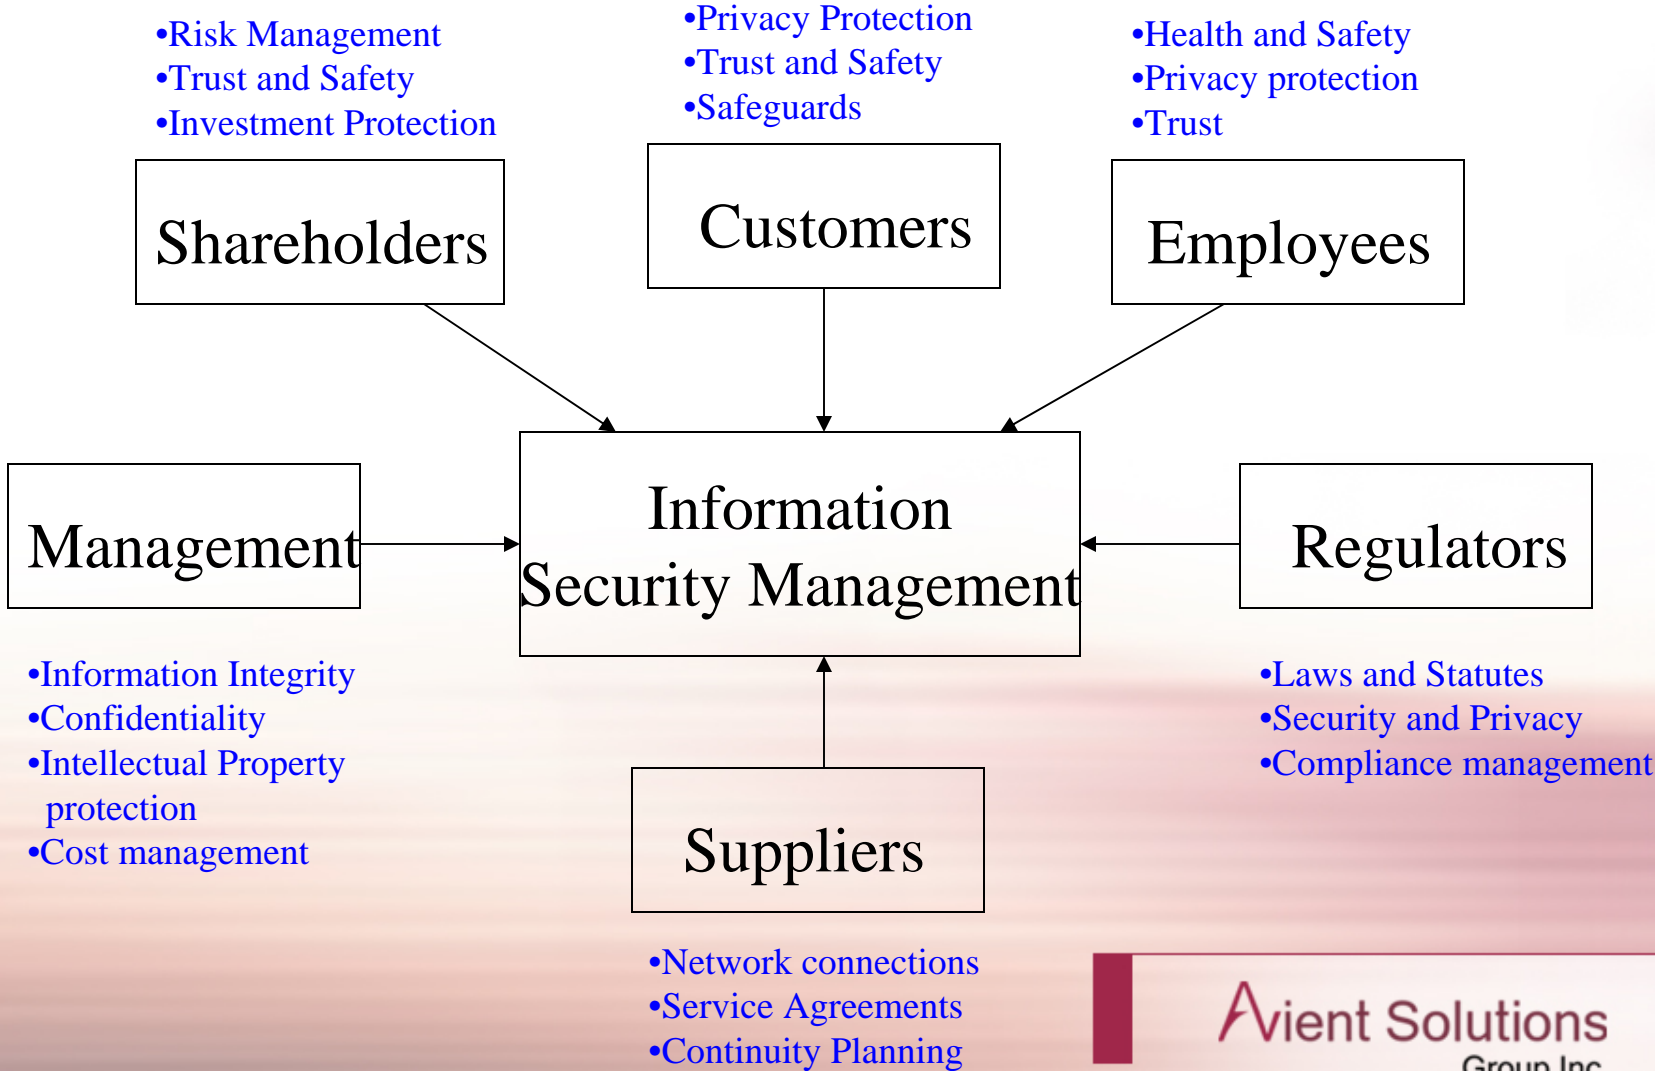 •Risk Management
•Trust and Safety
•Investment Protection
•Privacy Protection
•Trust and Safety
•Safeguards
•Health and Safety
•Privacy protection
•Trust
Shareholders
Customers
Employees
Management
Information
Security Management
Regulators
•Information Integrity
•Confidentiality
•Intellectual Property
protection
•Cost management
•Laws and Statutes
•Security and Privacy
•Compliance management
Suppliers
•Network connections
•Service Agreements
•Continuity Planning
Avient Solutions
Group Inc